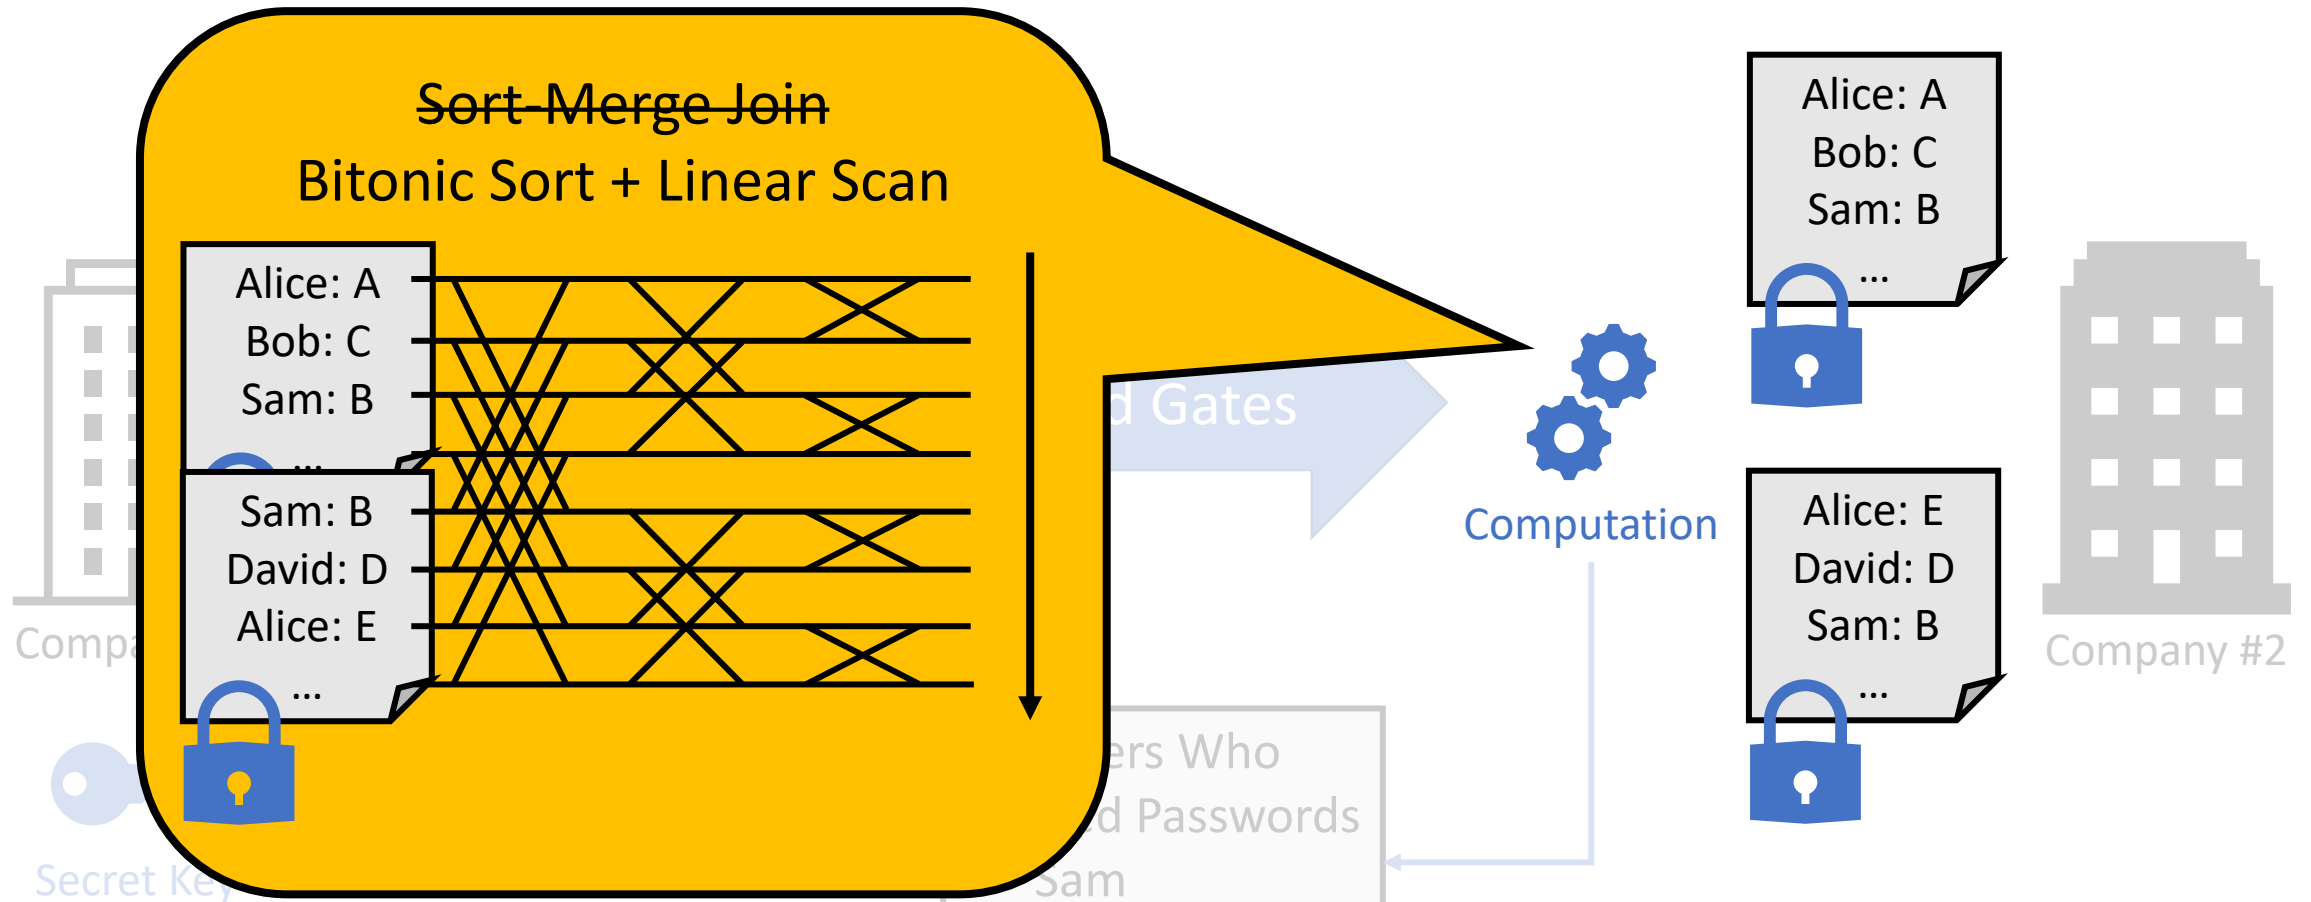 Sort-Merge Join
Bitonic Sort + Linear Scan
Alice: A
Bob: C
Sam: B
...
Sam: B
David: D
Alice: E
...
Gates
Computation
Alice: A
Bob: C
Sam: B
...
Alice: E
David: D
Sam: B
...
Company #2
Who
Passwords
Sam
Secret Key